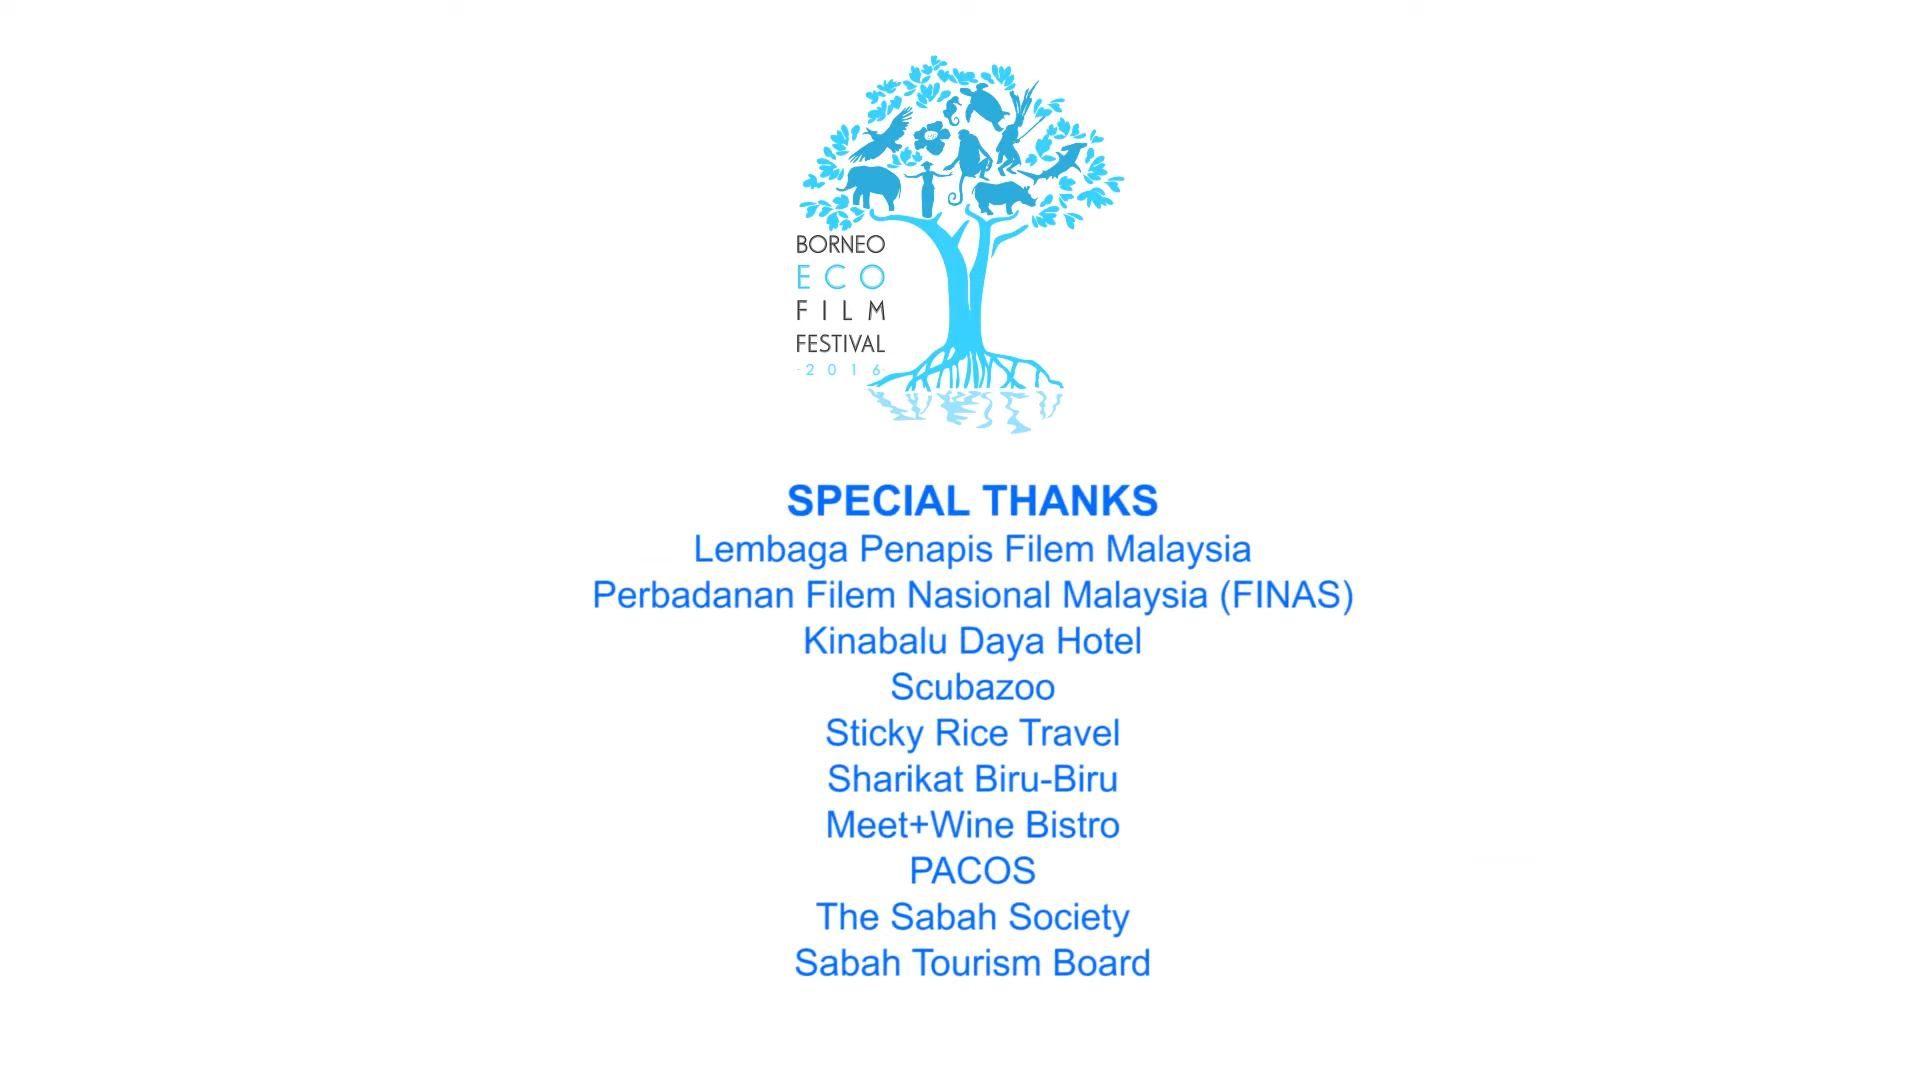 BORNEO
ECO
FILM
FESTIVAL
·2016·
SPECIAL THANKS
Lembaga Penapis Filem Malaysia
Perbadanan Filem Nasional Malaysia (FINAS)
Kinabalu Daya Hotel
Scubazoo
Sticky Rice Travel
Sharikat Biru-Biru
Meet+Wine Bistro
PACOS
The Sabah Society
Sabah Tourism Board